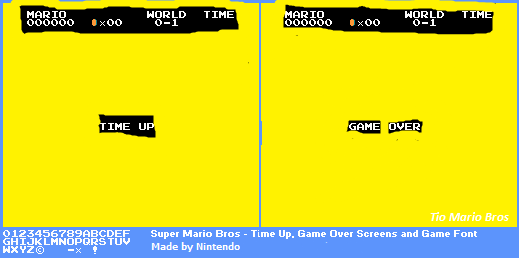 MARIO WORLD TIME
000000 ×00 0-1
TIME UP
MARIO WORLD TIME
000000 ×00 0-1
GAME OVER
Tio Mario Bros
0123456789ABCDEF
GHIJKLMNOPQRSTUV
WXYZ© -× !
Super Mario Bros - Time Up, Game Over Screens and Game Font
Made by Nintendo